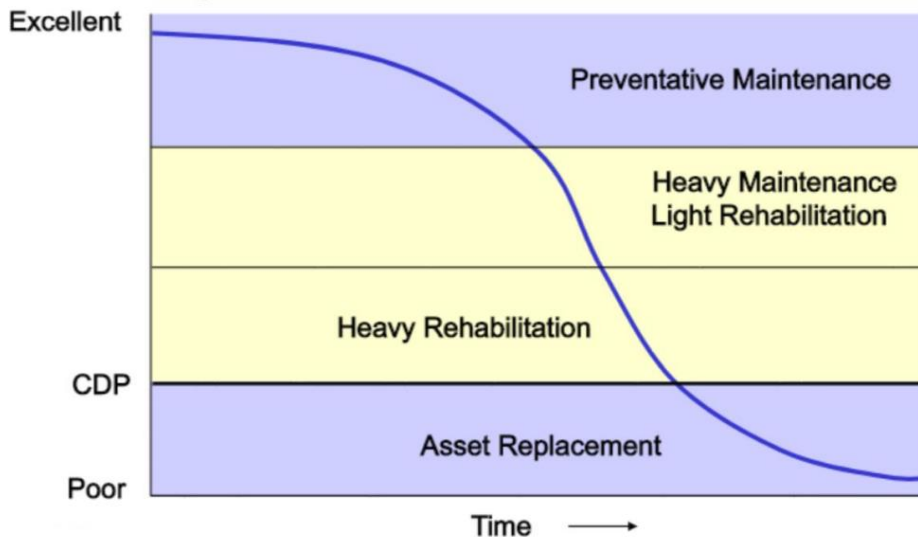 Excellent
Preventative Maintenance
Heavy Maintenance
Light Rehabilitation
Heavy Rehabilitation
CDP
Asset Replacement
Poor
Time